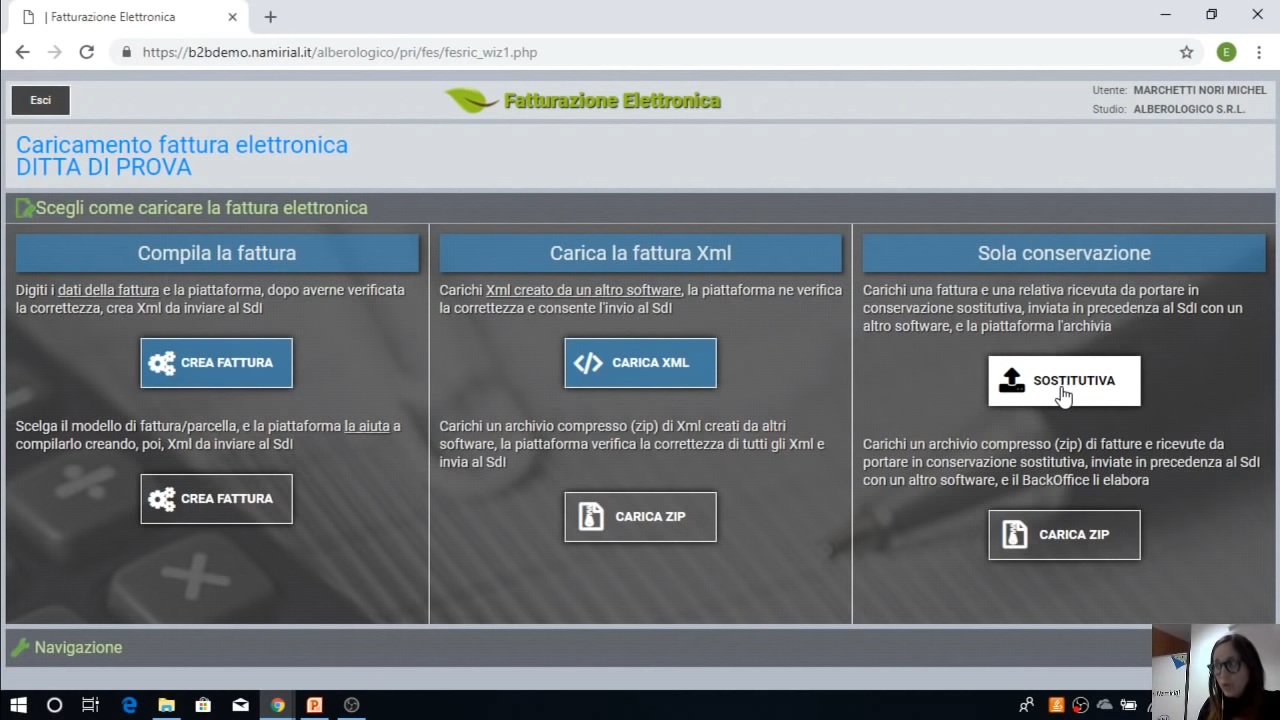 | Fatturazione Elettronica
https://b2bdemo.namirial.it/alberologico/pri/fes/fesric_wiz1.php
E
Esci
Fatturazione Elettronica
Utente: MARCHETTI NORI MICHEL
Studio: ALBEROLOGICO S.R.L.
Caricamento fattura elettronica
DITTA DI PROVA
Scegli come caricare la fattura elettronica
Compila la fattura
Digiti i dati della fattura e la piattaforma, dopo averne verificata
la correttezza, crea Xml da inviare al SdI
CREA FATTURA
Scelga il modello di fattura/parcella, e la piattaforma la aiuta a
compilarlo creando, poi, Xml da inviare al SdI
CREA FATTURA
Carica la fattura Xml
Carichi Xml creato da un altro software, la piattaforma ne verifica
la correttezza e consente l'invio al SdI
CARICA XML
Carichi un archivio compresso (zip) di Xml creati da altri
software, la piattaforma verifica la correttezza di tutti gli Xml e
invia al SdI
CARICA ZIP
Sola conservazione
Carichi una fattura e una relativa ricevuta da portare in
conservazione sostitutiva, inviata in precedenza al SdI con un
altro software, e la piattaforma l'archivia
SOSTITUTIVA
Carichi un archivio compresso (zip) di fatture e ricevute da
portare in conservazione sostitutiva, inviate in precedenza al SdI
con un altro software, e il BackOffice li elabora
CARICA ZIP
Navigazione
Namirial